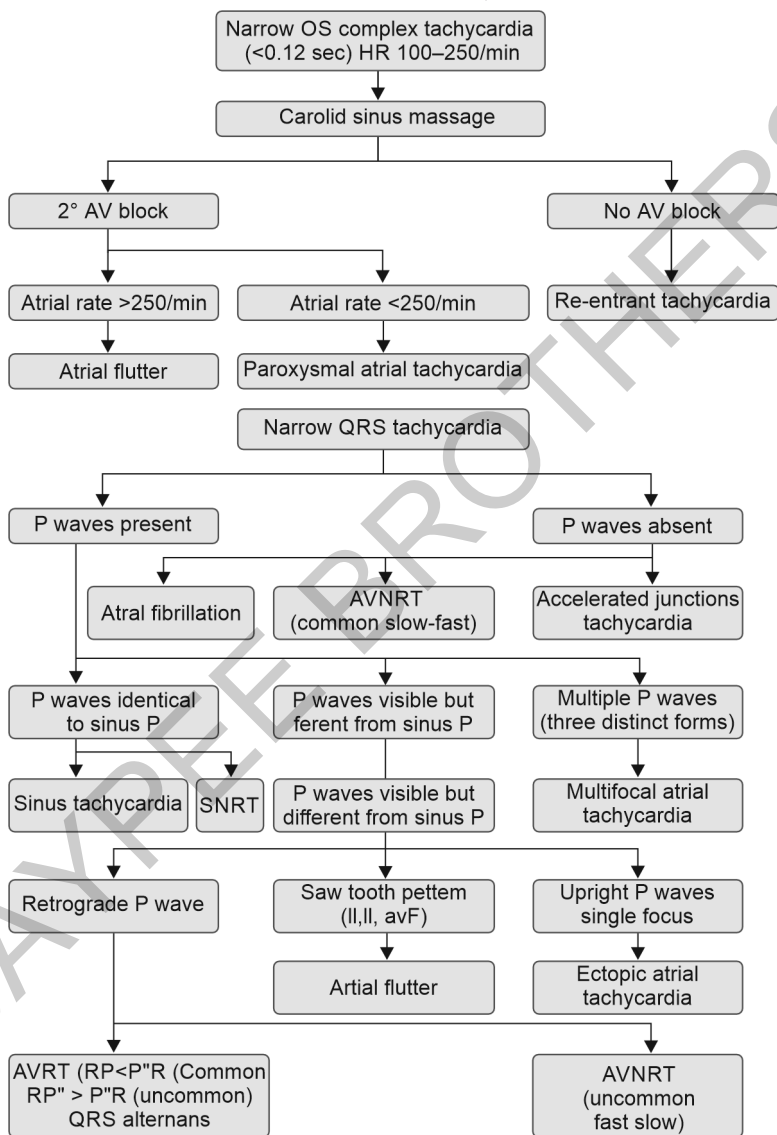 Narrow OS complex tachycardia
(<0.12 sec) HR 100–250/min
Carolid sinus massage
2° AV block
No AV block
Atrial rate >250/min
Atrial rate <250/min
Re-entrant tachycardia
Atrial flutter
Paroxysmal atrial tachycardia
Narrow QRS tachycardia
P waves present
P waves absent
Atral fibrillation
AVNRT
(common slow-fast)
Accelerated junctions
tachycardia
P waves identical
to sinus P
P waves visible but
ferent from sinus P
Multiple P waves
(three distinct forms)
Sinus tachycardia
SNRT
P waves visible but
different from sinus P
Multifocal atrial
tachycardia
Retrograde P wave
Saw tooth pettem
(II,II, avF)
Upright P waves
single focus
Artial flutter
Ectopic atrial
tachycardia
AVRT (RP<P"R (Common
RP" > P"R (uncommon)
QRS alternans
AVNRT
(uncommon
fast slow)
JAYPEE BROTHERS